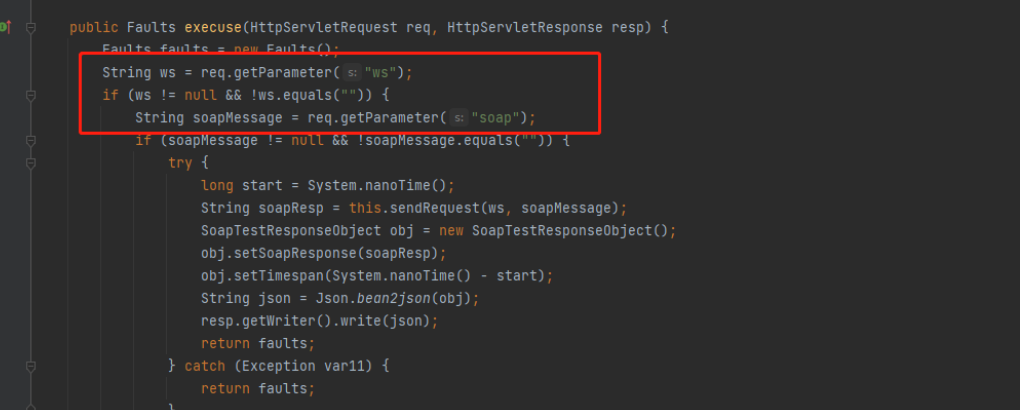 public Faults execuse(HttpServletRequest req, HttpServletResponse resp) {
Faults faults = new Faults();
String ws = req.getParameter( s: "ws");
if (ws != null && !ws.equals("")) {
String soapMessage = req.getParameter( s: "soap");
if (soapMessage != null && !soapMessage.equals("")) {
try {
long start = System.nanoTime();
String soapResp = this.sendRequest(ws, soapMessage);
SoapTestResponseObject obj = new SoapTestResponseObject();
obj.setSoapResponse(soapResp);
obj.setTimespan(System.nanoTime() - start);
String json = Json.bean2json(obj);
resp.getWriter().write(json);
return faults;
} catch (Exception var11) {
return faults;
}